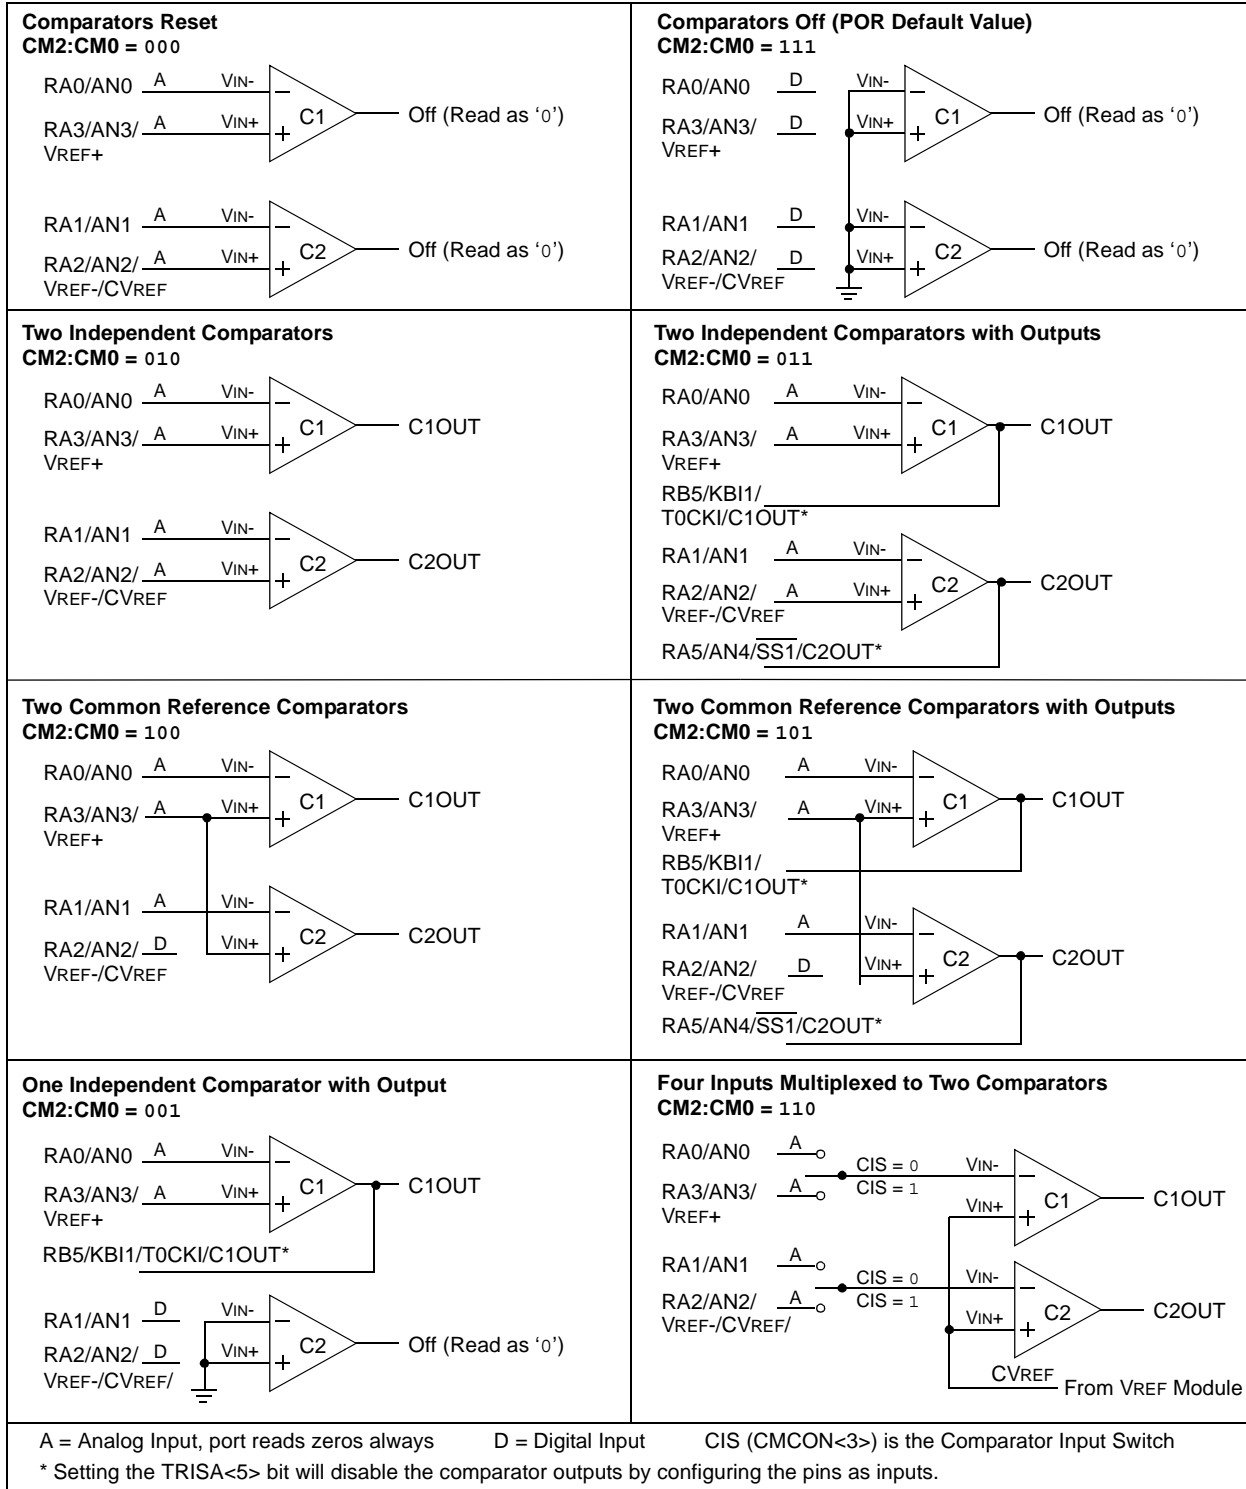 Comparators Reset
CM2:CM0 = 000
RA0/AN0 A VIN-
C1 Off (Read as ‘0’)
RA3/AN3/ A VIN+
VREF+
RA1/AN1 A VIN-
C2 Off (Read as ‘0’)
RA2/AN2/ A VIN+
VREF-/CVREF
Comparators Off (POR Default Value)
CM2:CM0 = 111
RA0/AN0 D VIN-
C1 Off (Read as ‘0’)
RA3/AN3/ D VIN+
VREF+
RA1/AN1 D VIN-
C2 Off (Read as ‘0’)
RA2/AN2/ D VIN+
VREF-/CVREF
Two Independent Comparators
CM2:CM0 = 010
RA0/AN0 A VIN-
C1 C1OUT
RA3/AN3/ A VIN+
VREF+
RA1/AN1 A VIN-
C2 C2OUT
RA2/AN2/ A VIN+
VREF-/CVREF
Two Independent Comparators with Outputs
CM2:CM0 = 011
RA0/AN0 A VIN-
C1 C1OUT
RA3/AN3/ A VIN+
VREF+
RB5/KBI1/
T0CKI/C1OUT*
RA1/AN1 A VIN-
C2 C2OUT
RA2/AN2/ A VIN+
VREF-/CVREF
RA5/AN4/SS1/C2OUT*
Two Common Reference Comparators
CM2:CM0 = 100
RA0/AN0 A VIN-
C1 C1OUT
RA3/AN3/ A VIN+
VREF+
RA1/AN1 A VIN-
C2 C2OUT
RA2/AN2/ D VIN+
VREF-/CVREF
Two Common Reference Comparators with Outputs
CM2:CM0 = 101
RA0/AN0 A VIN-
C1 C1OUT
RA3/AN3/ A VIN+
VREF+
RB5/KBI1/
T0CKI/C1OUT*
RA1/AN1 A VIN-
C2 C2OUT
RA2/AN2/ D VIN+
VREF-/CVREF
RA5/AN4/SS1/C2OUT*
One Independent Comparator with Output
CM2:CM0 = 001
RA0/AN0 A VIN-
C1 C1OUT
RA3/AN3/ A VIN+
VREF+
RB5/KBI1/T0CKI/C1OUT*
RA1/AN1 D VIN-
C2 Off (Read as ‘0’)
RA2/AN2/ D VIN+
VREF-/CVREF/
Four Inputs Multiplexed to Two Comparators
CM2:CM0 = 110
RA0/AN0 A
CIS = 0 VIN-
RA3/AN3/ A CIS = 1
C1 C1OUT
VREF+ VIN+
RA1/AN1 A
CIS = 0 VIN-
RA2/AN2/ A CIS = 1
C2 C2OUT
VREF-/CVREF/ VIN+
CVREF
From VREF Module
A = Analog Input, port reads zeros always D = Digital Input CIS (CMCON<3>) is the Comparator Input Switch
* Setting the TRISA<5> bit will disable the comparator outputs by configuring the pins as inputs.